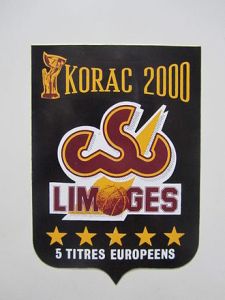 KORAC 2000
CSP
LIMOGES
5 TITRES EUROPEENS